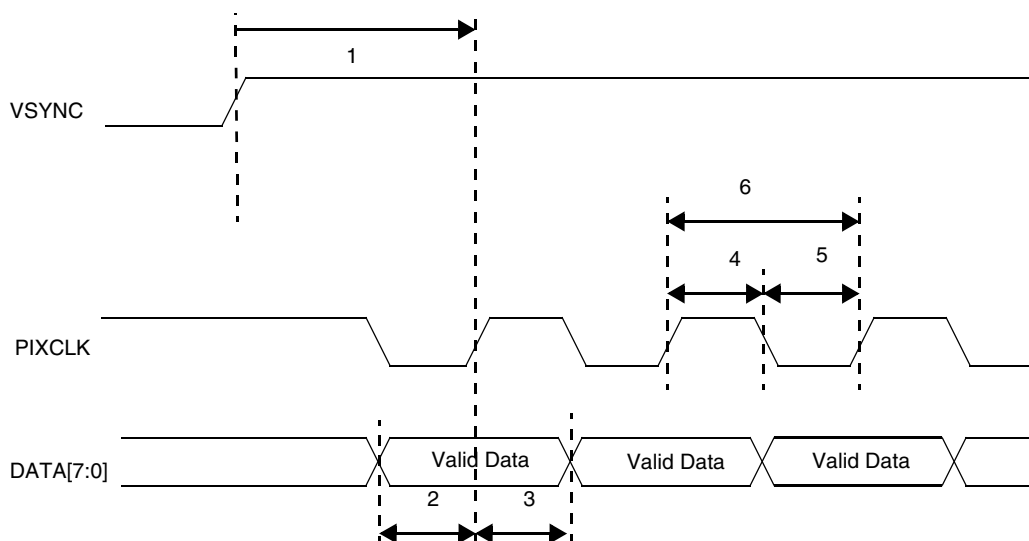 1
VSYNC
6
4 5
PIXCLK
Valid Data Valid Data Valid Data
DATA[7:0]
2 3